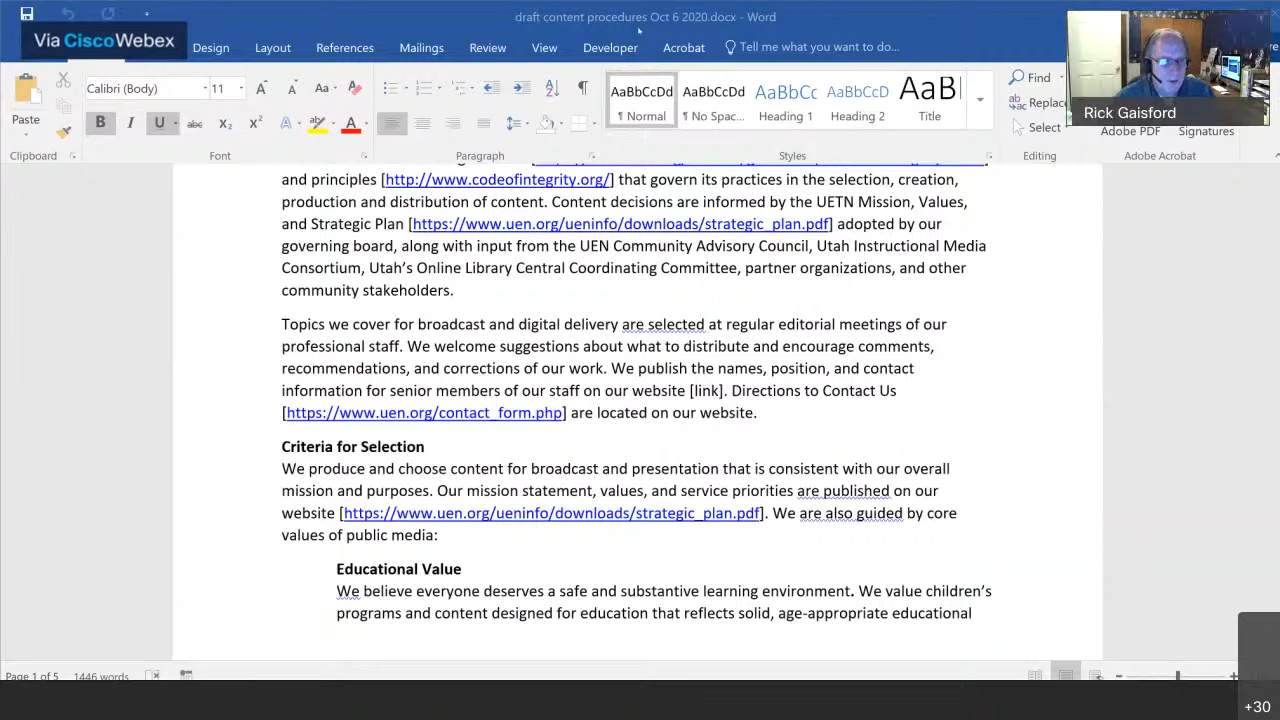 draft content procedures Oct 6 2020.docx - Word
Via CiscoWebex
Design Layout References Mailings Review View Developer Acrobat Tell me what you want to do...
Calibri (Body) 11
AaBbCcDd AaBbCcDd AaBbCc AaBbCcD AaB
Paste
¶ Normal ¶ No Spac... Heading 1 Heading 2 Title
Find
Replace
Select
Rick Gaisford
Adobe PDF Signatures
Clipboard Font Paragraph Styles Editing Adobe Acrobat
and principles [http://www.codeofintegrity.org/] that govern its practices in the selection, creation,
production and distribution of content. Content decisions are informed by the UETN Mission, Values,
and Strategic Plan [https://www.uen.org/ueninfo/downloads/strategic_plan.pdf] adopted by our
governing board, along with input from the UEN Community Advisory Council, Utah Instructional Media
Consortium, Utah's Online Library Central Coordinating Committee, partner organizations, and other
community stakeholders.
Topics we cover for broadcast and digital delivery are selected at regular editorial meetings of our
professional staff. We welcome suggestions about what to distribute and encourage comments,
recommendations, and corrections of our work. We publish the names, position, and contact
information for senior members of our staff on our website [link]. Directions to Contact Us
[https://www.uen.org/contact_form.php] are located on our website.
Criteria for Selection
We produce and choose content for broadcast and presentation that is consistent with our overall
mission and purposes. Our mission statement, values, and service priorities are published on our
website [https://www.uen.org/ueninfo/downloads/strategic_plan.pdf]. We are also guided by core
values of public media:
Educational Value
We believe everyone deserves a safe and substantive learning environment. We value children's
programs and content designed for education that reflects solid, age-appropriate educational
Page 1 of 5 1446 words
+30